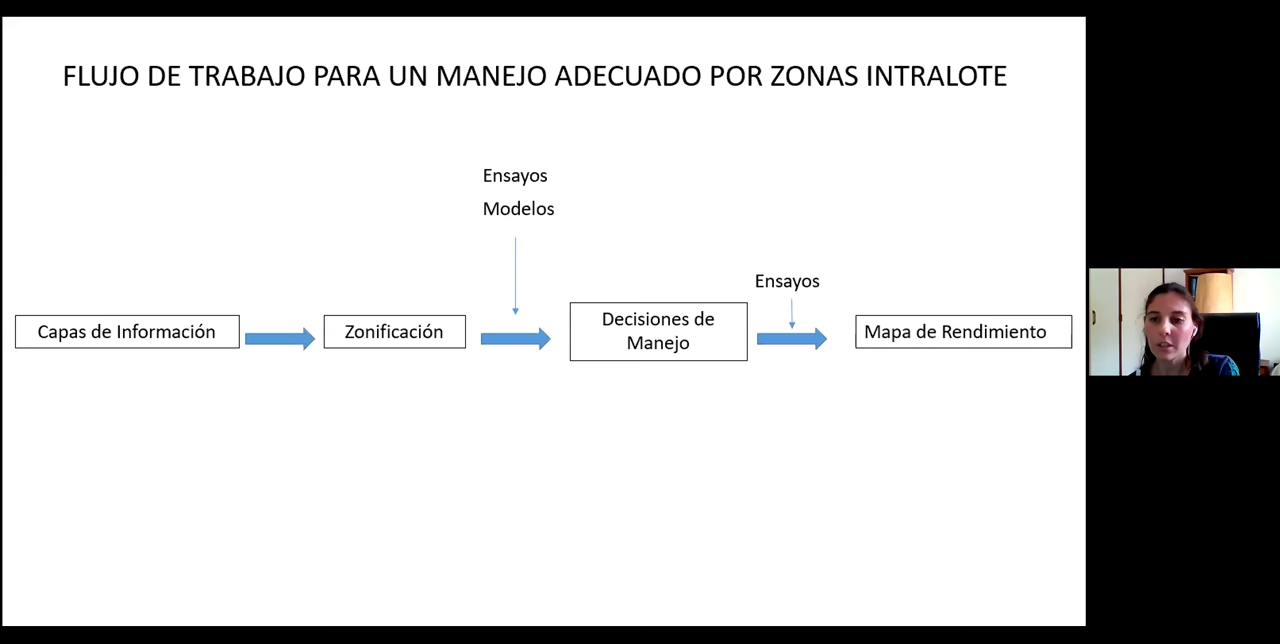 FLUJO DE TRABAJO PARA UN MANEJO ADECUADO POR ZONAS INTRALOTE
Ensayos
Modelos
Ensayos
Capas de Información
Zonificación
Decisiones de
Manejo
Mapa de Rendimiento